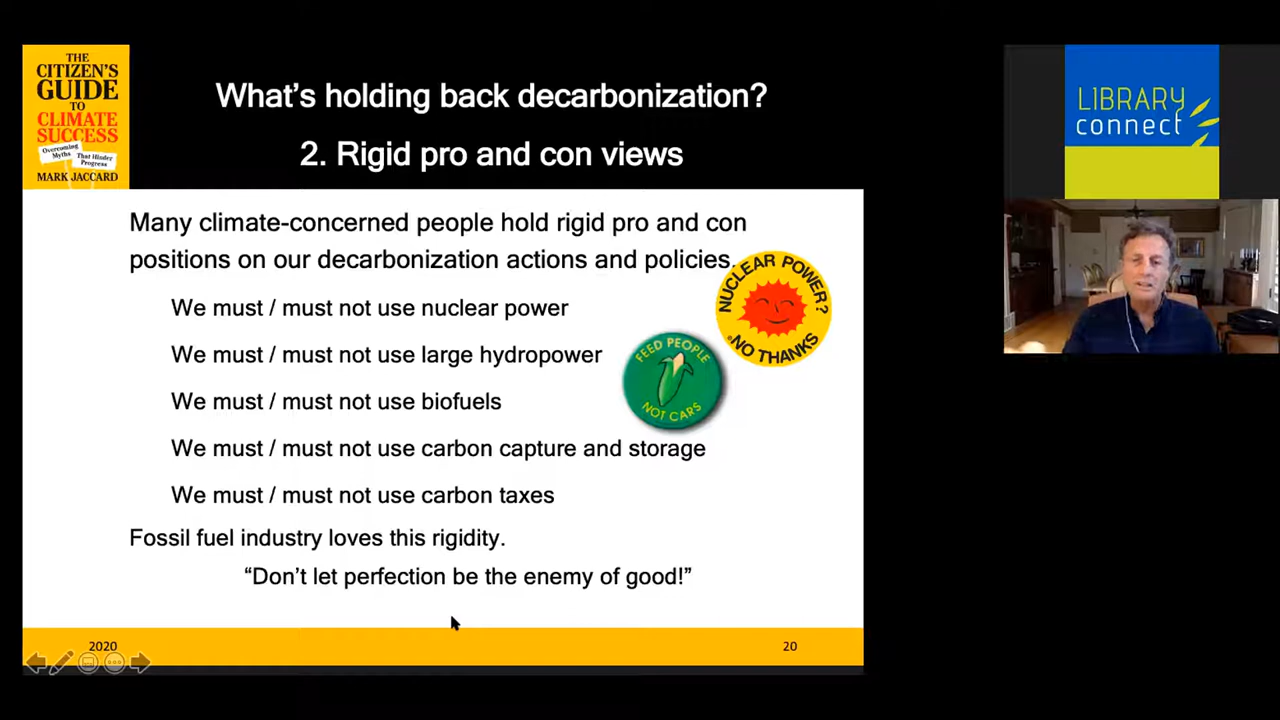 THE
CITIZEN'S
GUIDE
TO
CLIMATE
SUCCESS
Overcoming
Myths
That Hinder
Progress
MARK JACCARD
What's holding back decarbonization?
2. Rigid pro and con views
Many climate-concerned people hold rigid pro and con
positions on our decarbonization actions and policies.
We must / must not use nuclear power
We must / must not use large hydropower
We must / must not use biofuels
We must / must not use carbon capture and storage
We must / must not use carbon taxes
Fossil fuel industry loves this rigidity.
“Don't let perfection be the enemy of good!”
NUCLEAR POWER?
NO THANKS
FEED PEOPLE
NOT CARS
2020
20
LIBRARY
connect